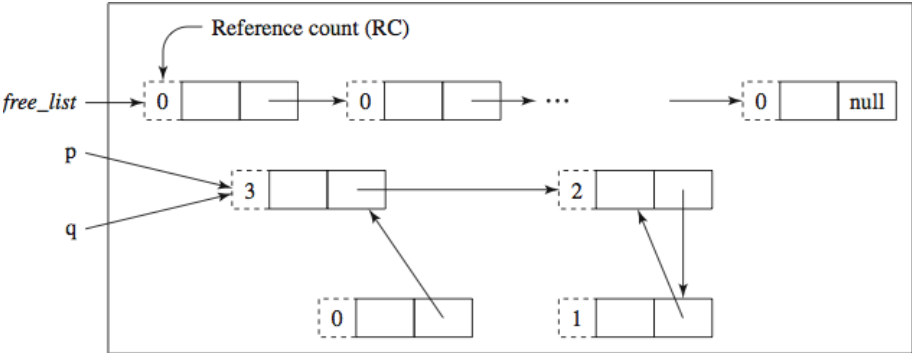 Reference count (RC)
free_list 0 0 ... 0 null
p
3 2
q
0 1